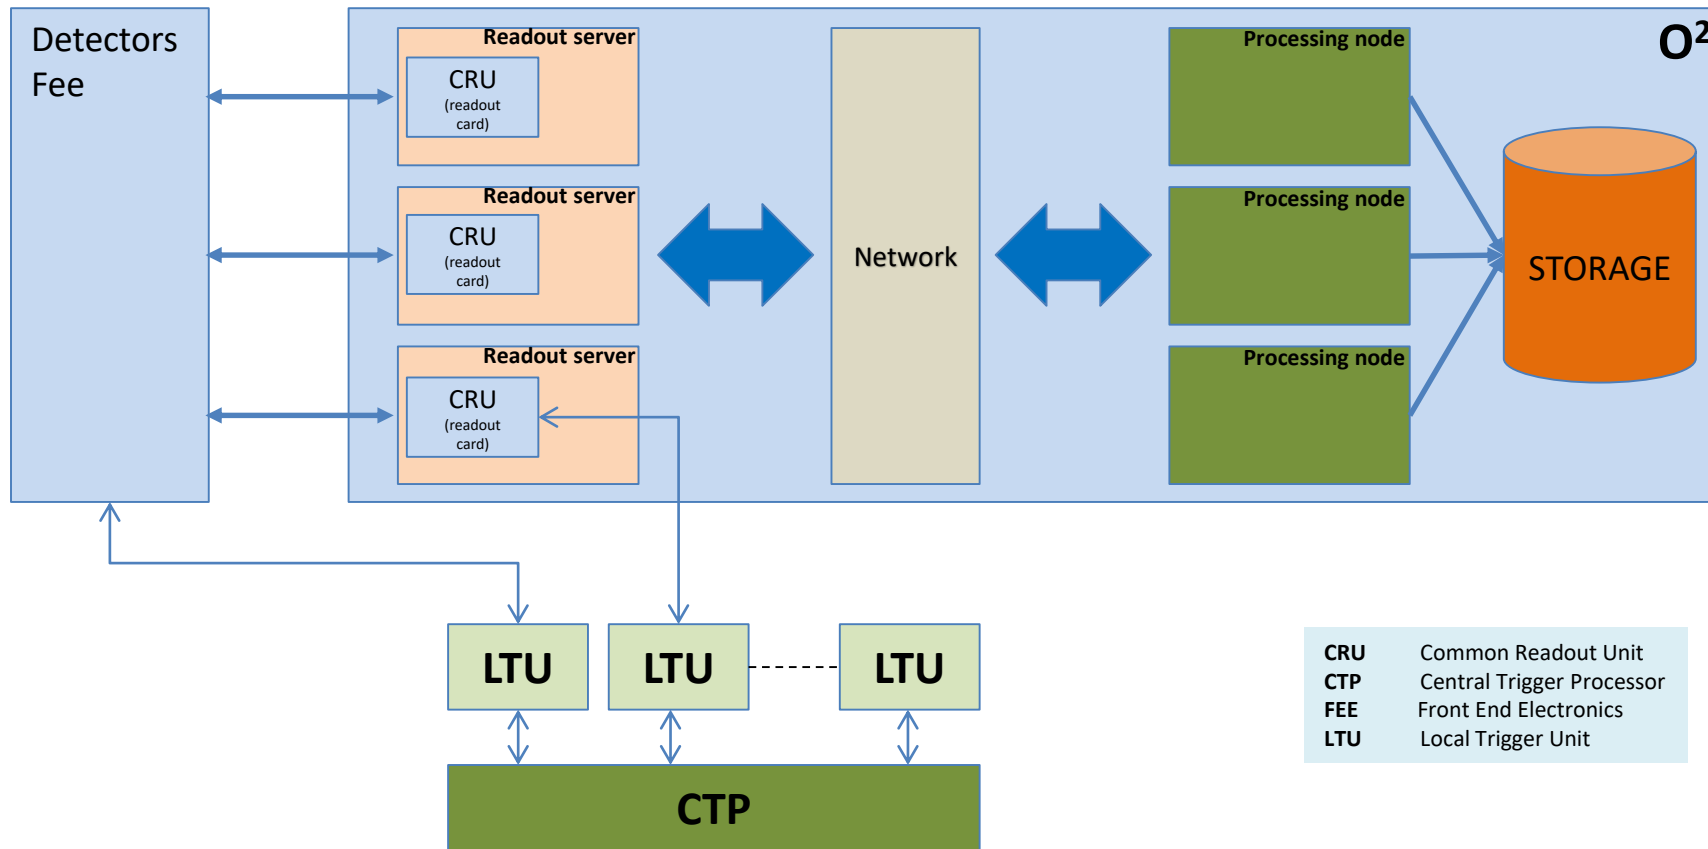 Detectors
Fee
Readout server
CRU
(readout
card)
Readout server
CRU
(readout
card)
Readout server
CRU
(readout
card)
Network
Processing node
Processing node
Processing node
O²
STORAGE
LTU
LTU
LTU
CTP
CRU Common Readout Unit
CTP Central Trigger Processor
FEE Front End Electronics
LTU Local Trigger Unit